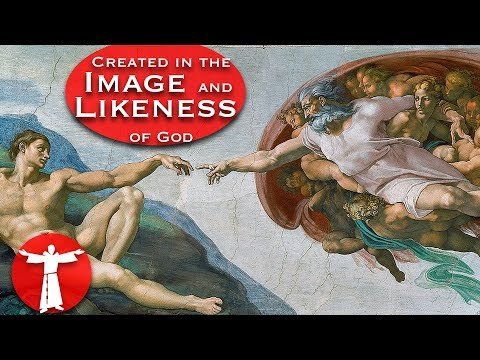 Created in the
Image and
Likeness
of God